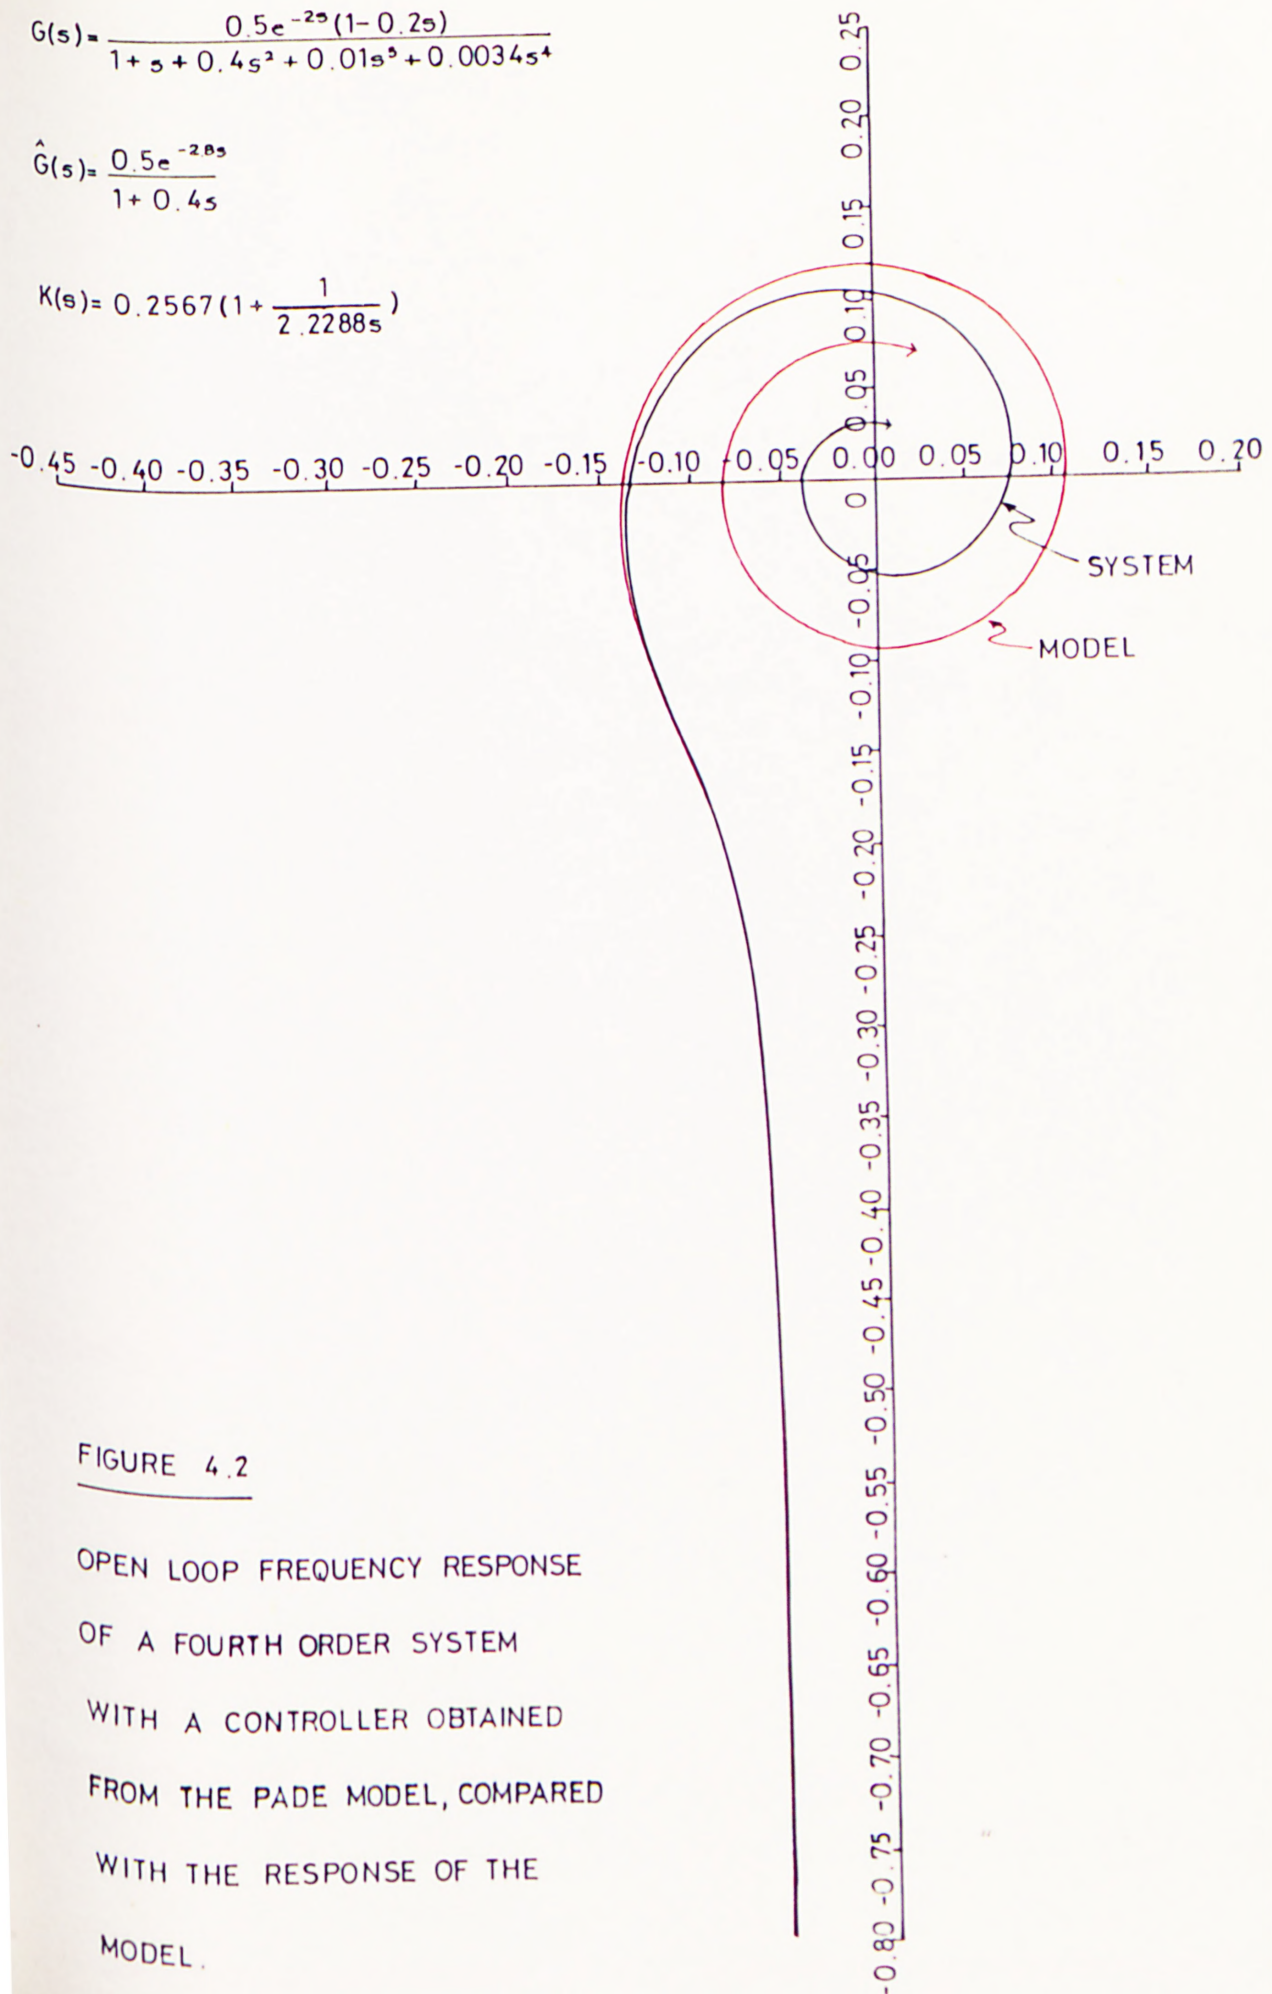 G(s)= 0.5e^-2s (1-0.2s)
1+s+0.4s²+0.01s³+0.0034s⁴
Ĝ(s)= 0.5e^-2.8s
1+0.4s
K(s)= 0.2567(1+ 1 )
2.2288s
0.25
0.20
0.15
0.10
0.05
-0.45 -0.40 -0.35 -0.30 -0.25 -0.20 -0.15 -0.10 -0.05 0.00 0.05 0.10 0.15 0.20
0
-0.05
SYSTEM
MODEL
-0.10
-0.15
-0.20
-0.25
-0.30
-0.35
-0.40
-0.45
-0.50
-0.55
-0.60
-0.65
-0.70
-0.75
-0.80
FIGURE 4.2
OPEN LOOP FREQUENCY RESPONSE
OF A FOURTH ORDER SYSTEM
WITH A CONTROLLER OBTAINED
FROM THE PADE MODEL, COMPARED
WITH THE RESPONSE OF THE
MODEL.